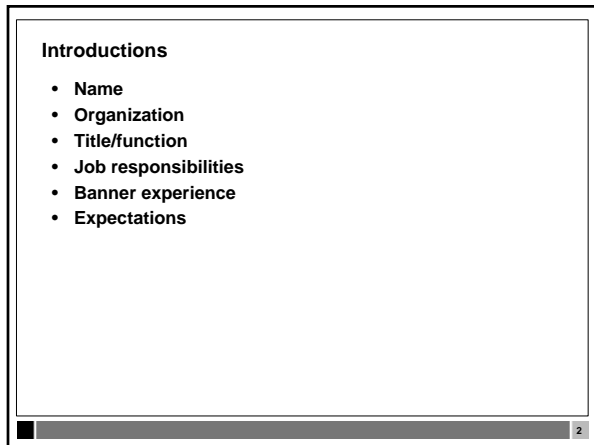 Introductions
• Name
• Organization
• Title/function
• Job responsibilities
• Banner experience
• Expectations
2